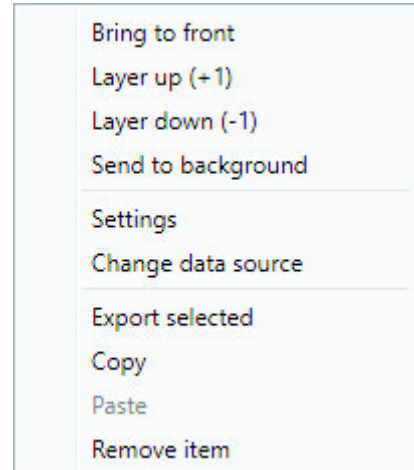 Bring to front
Layer up (+1)
Layer down (-1)
Send to background
Settings
Change data source
Export selected
Copy
Paste
Remove item